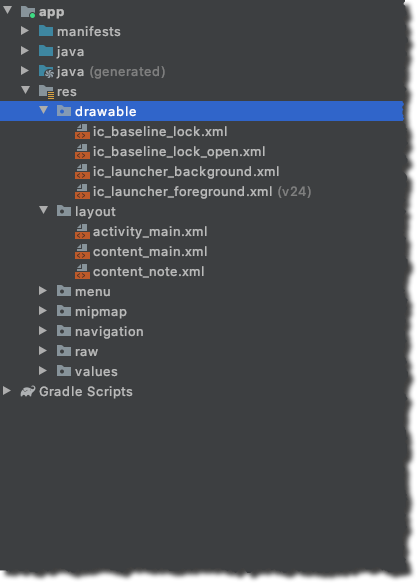 app
manifests
java
java (generated)
res
drawable
ic_baseline_lock.xml
ic_baseline_lock_open.xml
ic_launcher_background.xml
ic_launcher_foreground.xml (v24)
layout
activity_main.xml
content_main.xml
content_note.xml
menu
mipmap
navigation
raw
values
Gradle Scripts